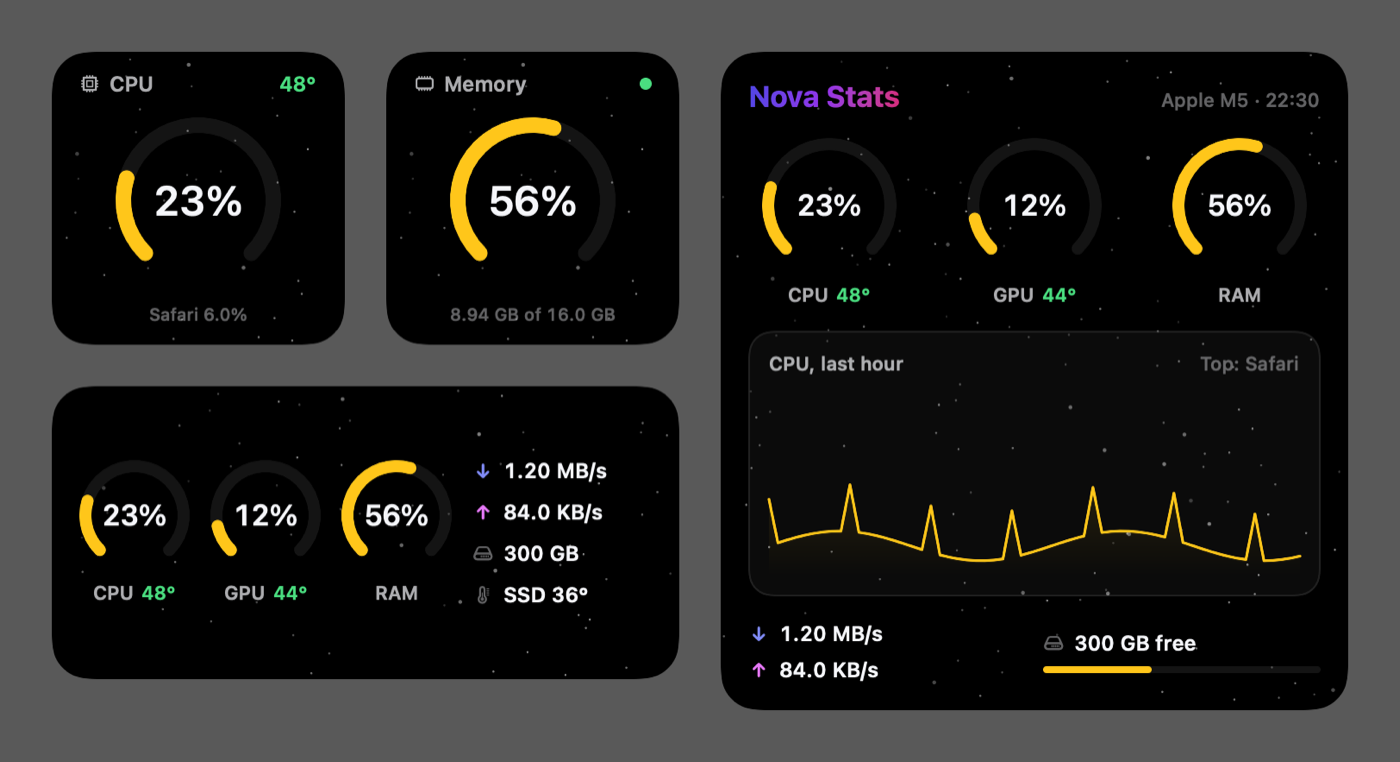 CPU 48°
23%
Safari 6.0%
Memory
56%
8.94 GB of 16.0 GB
23% 12% 56%
CPU 48° GPU 44° RAM
↓ 1.20 MB/s
↑ 84.0 KB/s
300 GB
SSD 36°
Nova Stats Apple M5 · 22:30
23% 12% 56%
CPU 48° GPU 44° RAM
CPU, last hour Top: Safari
↓ 1.20 MB/s
↑ 84.0 KB/s
300 GB free